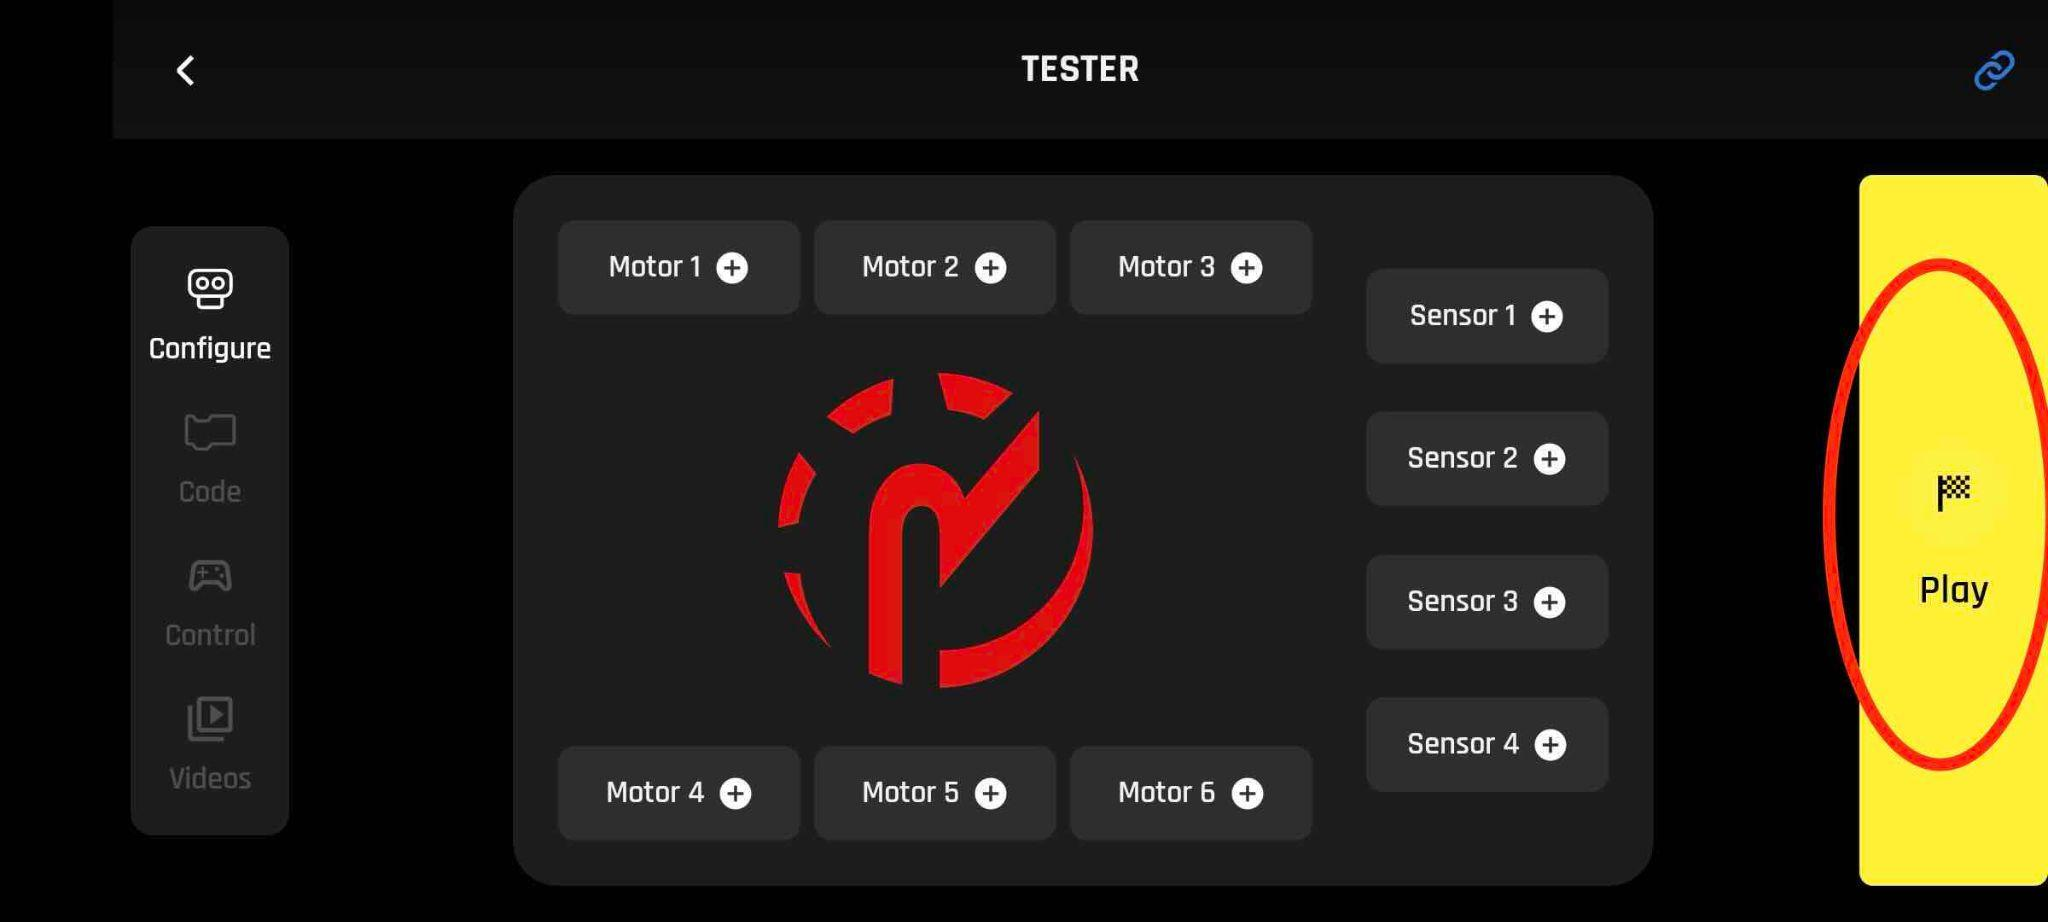 TESTER
Configure
Code
Control
Videos
Motor 1
Motor 2
Motor 3
Sensor 1
Sensor 2
Sensor 3
Sensor 4
Motor 4
Motor 5
Motor 6
Play